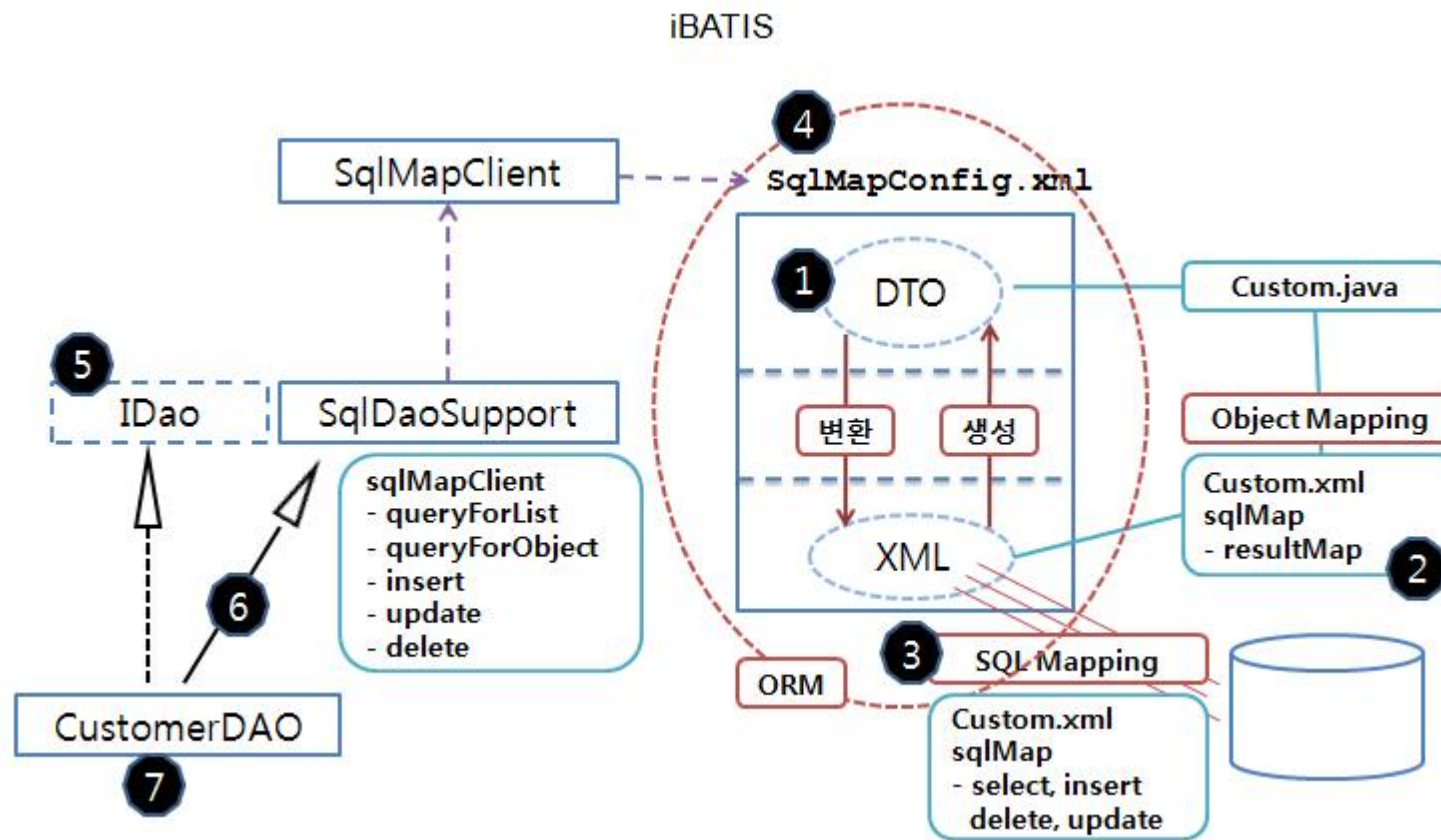 iBATIS
4
SqlMapClient
SqlMapConfig.xml
1
DTO
Custom.java
5
IDao
SqlDaoSupport
변환
생성
Object Mapping
sqlMapClient
- queryForList
- queryForObject
- insert
- update
- delete
Custom.xml
sqlMap
- resultMap
2
XML
6
3
SQL Mapping
ORM
CustomerDAO
7
Custom.xml
sqlMap
- select, insert
delete, update